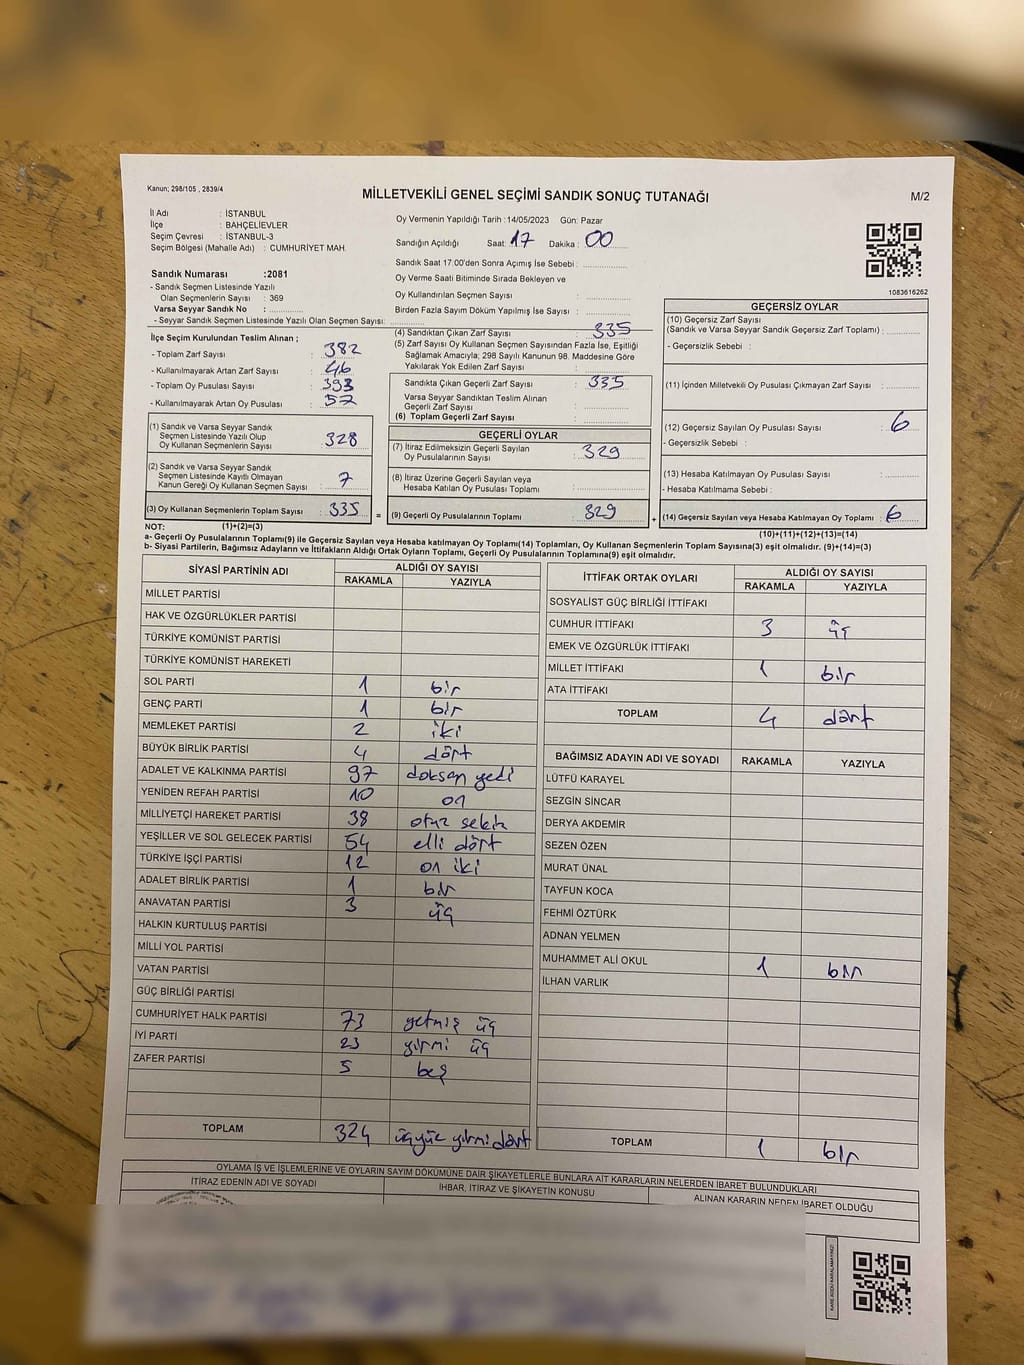 Kanun; 298/105 , 2839/4
MİLLETVEKİLİ GENEL SEÇİMİ SANDIK SONUÇ TUTANAĞI
M/2
İl Adı : İSTANBUL
İlçe : BAHÇELİEVLER
Seçim Çevresi : İSTANBUL-3
Seçim Bölgesi (Mahalle Adı) : CUMHURİYET MAH.
Oy Vermenin Yapıldığı Tarih :14/05/2023 Gün: Pazar
Sandığın Açıldığı Saat: 17 Dakika : 00
Sandık Saat 17:00'den Sonra Açımış İse Sebebi :
Oy Verme Saati Bitiminde Sırada Bekleyen ve
Oy Kullandırılan Seçmen Sayısı :
Birden Fazla Sayım Döküm Yapılmış İse Sayısı :
1083616262
Sandık Numarası :2081
- Sandık Seçmen Listesinde Yazılı
Olan Seçmenlerin Sayısı : 369
Varsa Seyyar Sandık No :
- Seyyar Sandık Seçmen Listesinde Yazılı Olan Seçmen Sayısı:
İlçe Seçim Kurulundan Teslim Alınan ;
- Toplam Zarf Sayısı : 382
- Kullanılmayarak Artan Zarf Sayısı : 46
- Toplam Oy Pusulası Sayısı : 393
- Kullanılmayarak Artan Oy Pusulası : 57
(1) Sandık ve Varsa Seyyar Sandık
Seçmen Listesinde Yazılı Olup
Oy Kullanan Seçmenlerin Sayısı : 328
(2) Sandık ve Varsa Seyyar Sandık
Seçmen Listesinde Kayıtlı Olmayan
Kanun Gereği Oy Kullanan Seçmen Sayısı : 7
(3) Oy Kullanan Seçmenlerin Toplam Sayısı : 335 =
(4) Sandıktan Çıkan Zarf Sayısı : 335
(5) Zarf Sayısı Oy Kullanan Seçmen Sayısından Fazla İse, Eşitliği
Sağlamak Amacıyla; 298 Sayılı Kanunun 98. Maddesine Göre
Yakılarak Yok Edilen Zarf Sayısı :
Sandıkta Çıkan Geçerli Zarf Sayısı : 335
Varsa Seyyar Sandıktan Teslim Alınan
Geçerli Zarf Sayısı :
(6) Toplam Geçerli Zarf Sayısı :
GEÇERLİ OYLAR
(7) İtiraz Edilmeksizin Geçerli Sayılan
Oy Pusulalarının Sayısı : 329
(8) İtiraz Üzerine Geçerli Sayılan veya
Hesaba Katılan Oy Pusulası Toplamı :
(9) Geçerli Oy Pusulalarının Toplamı : 329 +
GEÇERSİZ OYLAR
(10) Geçersiz Zarf Sayısı
(Sandık ve Varsa Seyyar Sandık Geçersiz Zarf Toplamı) :
- Geçersizlik Sebebi :
(11) İçinden Milletvekili Oy Pusulası Çıkmayan Zarf Sayısı :
(12) Geçersiz Sayılan Oy Pusulası Sayısı : 6
- Geçersizlik Sebebi :
(13) Hesaba Katılmayan Oy Pusulası Sayısı :
- Hesaba Katılmama Sebebi :
(14) Geçersiz Sayılan veya Hesaba Katılmayan Oy Toplamı : 6
NOT: (1)+(2)=(3)
(10)+(11)+(12)+(13)=(14)
a- Geçerli Oy Pusulaları Toplamı(9) ile Geçersiz Sayılan veya Hesaba katılmayan Oy Toplamı(14) Toplamları, Oy Kullanan Seçmenlerin Toplam Sayısına(3) eşit olmalıdır. (9)+(14)=(3)
b- Siyasi Partilerin, Bağımsız Adayların ve İttifakların Aldığı Ortak Oyların Toplamı, Geçerli Oy Pusulalarının Toplamına(9) eşit olmalıdır.
SİYASİ PARTİNİN ADI
ALDIĞI OY SAYISI
RAKAMLA YAZIYLA
MİLLET PARTİSİ
HAK VE ÖZGÜRLÜKLER PARTİSİ
TÜRKİYE KOMÜNİST PARTİSİ
TÜRKİYE KOMÜNİST HAREKETİ
SOL PARTİ 1 bir
GENÇ PARTİ 1 bir
MEMLEKET PARTİSİ 2 iki
BÜYÜK BİRLİK PARTİSİ 4 dört
ADALET VE KALKINMA PARTİSİ 97 doksan yedi
YENİDEN REFAH PARTİSİ 10 on
MİLLİYETÇİ HAREKET PARTİSİ 38 otuz sekiz
YEŞİLLER VE SOL GELECEK PARTİSİ 54 elli dört
TÜRKİYE İŞÇİ PARTİSİ 12 on iki
ADALET BİRLİK PARTİSİ 1 bir
ANAVATAN PARTİSİ 3 üç
HALKIN KURTULUŞ PARTİSİ
MİLLİ YOL PARTİSİ
VATAN PARTİSİ
GÜÇ BİRLİĞİ PARTİSİ
CUMHURİYET HALK PARTİSİ 73 yetmiş üç
İYİ PARTİ 23 yirmi üç
ZAFER PARTİSİ 5 beş
TOPLAM 324 üçyüz yirmi dört
İTTİFAK ORTAK OYLARI
ALDIĞI OY SAYISI
RAKAMLA YAZIYLA
SOSYALİST GÜÇ BİRLİĞİ İTTİFAKI
CUMHUR İTTİFAKI 3 üç
EMEK VE ÖZGÜRLÜK İTTİFAKI
MİLLET İTTİFAKI 1 bir
ATA İTTİFAKI
TOPLAM 4 dört
BAĞIMSIZ ADAYIN ADI VE SOYADI RAKAMLA YAZIYLA
LÜTFÜ KARAYEL
SEZGİN SİNCAR
DERYA AKDEMİR
SEZEN ÖZEN
MURAT ÜNAL
TAYFUN KOCA
FEHMİ ÖZTÜRK
ADNAN YELMEN
MUHAMMET ALİ OKUL 1 bir
İLHAN VARLIK
TOPLAM 1 bir
OYLAMA İŞ VE İŞLEMLERİNE VE OYLARIN SAYIM DÖKÜMÜNE DAİR ŞİKAYETLERLE BUNLARA AİT KARARLARIN NELERDEN İBARET BULUNDUKLARI
İTİRAZ EDENİN ADI VE SOYADI
İHBAR, İTİRAZ VE ŞİKAYETİN KONUSU
ALINAN KARARIN NEDEN İBARET OLDUĞU
KARE KODU KARALAMAYINIZ!